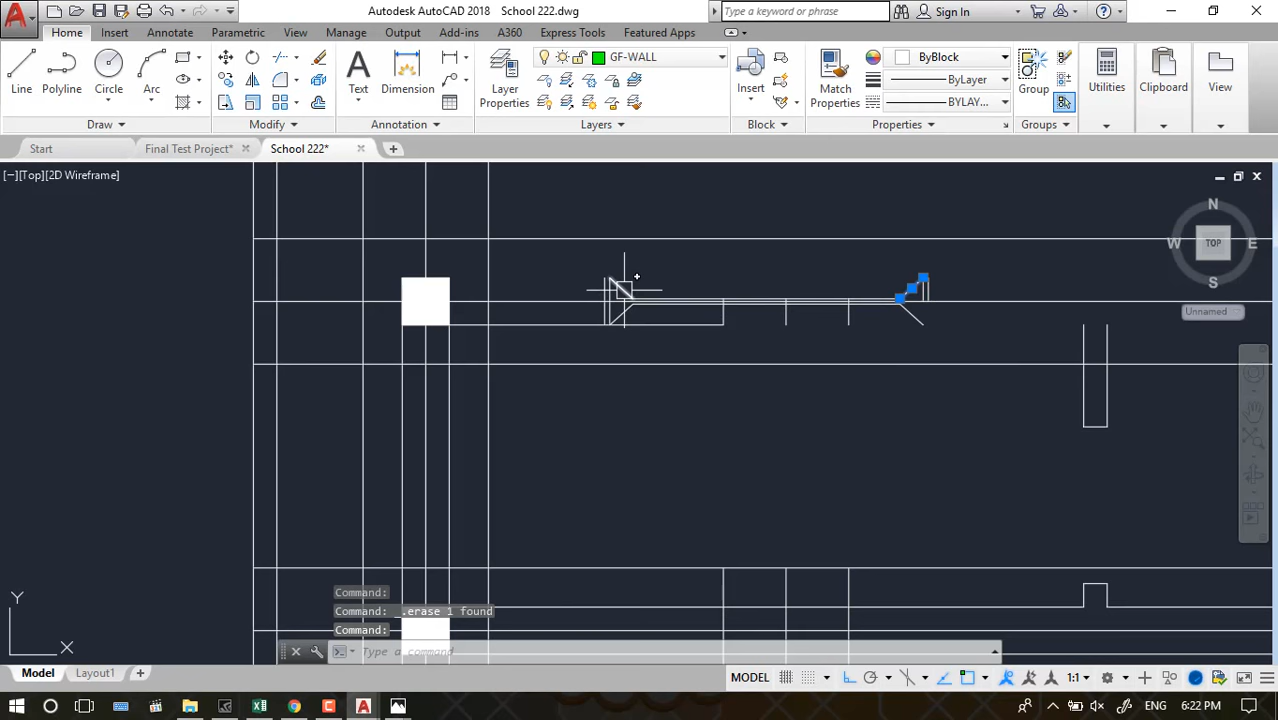 Autodesk AutoCAD 2018 School 222.dwg
Type a keyword or phrase
Sign In
Home Insert Annotate Parametric View Manage Output Add-ins A360 Express Tools Featured Apps
Line Polyline Circle Arc
Text Dimension
Layer
Properties
GF-WALL
Insert
Match
Properties
ByBlock
ByLayer
BYLAY...
Group
Utilities Clipboard View
Draw Modify Annotation Layers Block Properties Groups
Start Final Test Project* School 222*
[−][Top][2D Wireframe]
N
W TOP E
S
Unnamed
Command:
Command: _.erase 1 found
Command:
Type a command
Y
X
Model Layout1
MODEL 1:1
ENG 6:22 PM